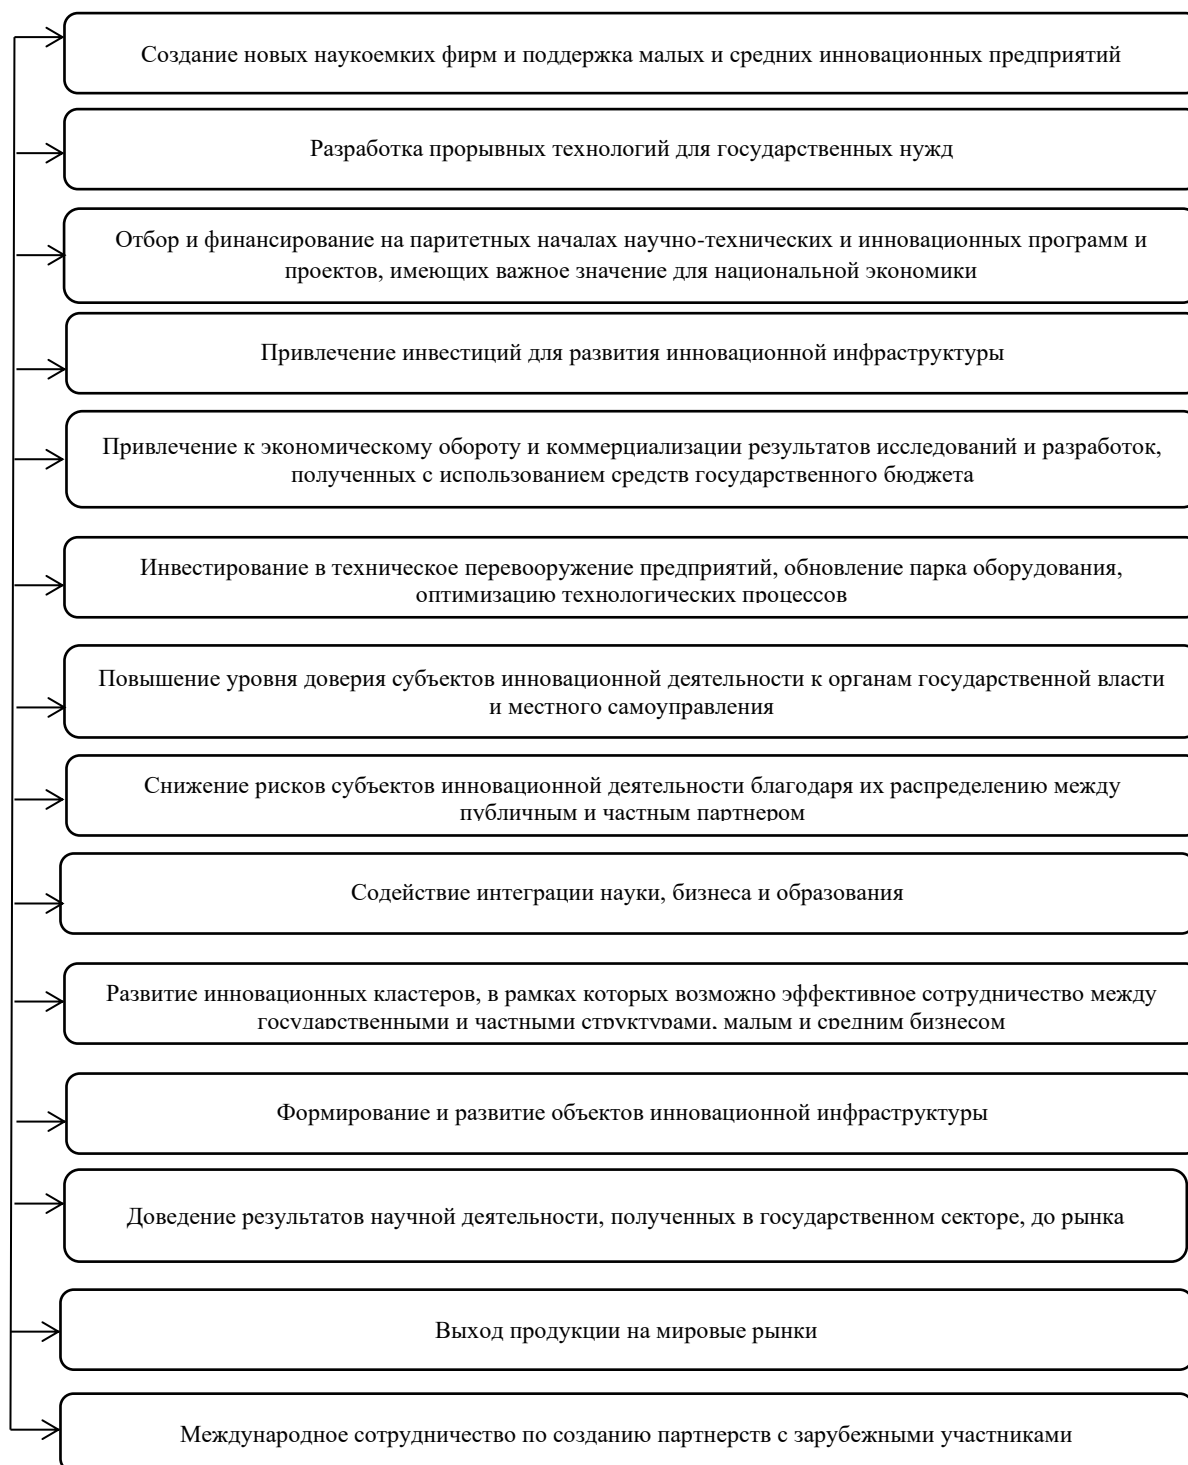 Создание новых наукоемких фирм и поддержка малых и средних инновационных предприятий
Разработка прорывных технологий для государственных нужд
Отбор и финансирование на паритетных началах научно-технических и инновационных программ и
проектов, имеющих важное значение для национальной экономики
Привлечение инвестиций для развития инновационной инфраструктуры
Привлечение к экономическому обороту и коммерциализации результатов исследований и разработок,
полученных с использованием средств государственного бюджета
Инвестирование в техническое перевооружение предприятий, обновление парка оборудования,
оптимизацию технологических процессов
Повышение уровня доверия субъектов инновационной деятельности к органам государственной власти
и местного самоуправления
Снижение рисков субъектов инновационной деятельности благодаря их распределению между
публичным и частным партнером
Содействие интеграции науки, бизнеса и образования
Развитие инновационных кластеров, в рамках которых возможно эффективное сотрудничество между
государственными и частными структурами, малым и средним бизнесом
Формирование и развитие объектов инновационной инфраструктуры
Доведение результатов научной деятельности, полученных в государственном секторе, до рынка
Выход продукции на мировые рынки
Международное сотрудничество по созданию партнерств с зарубежными участниками